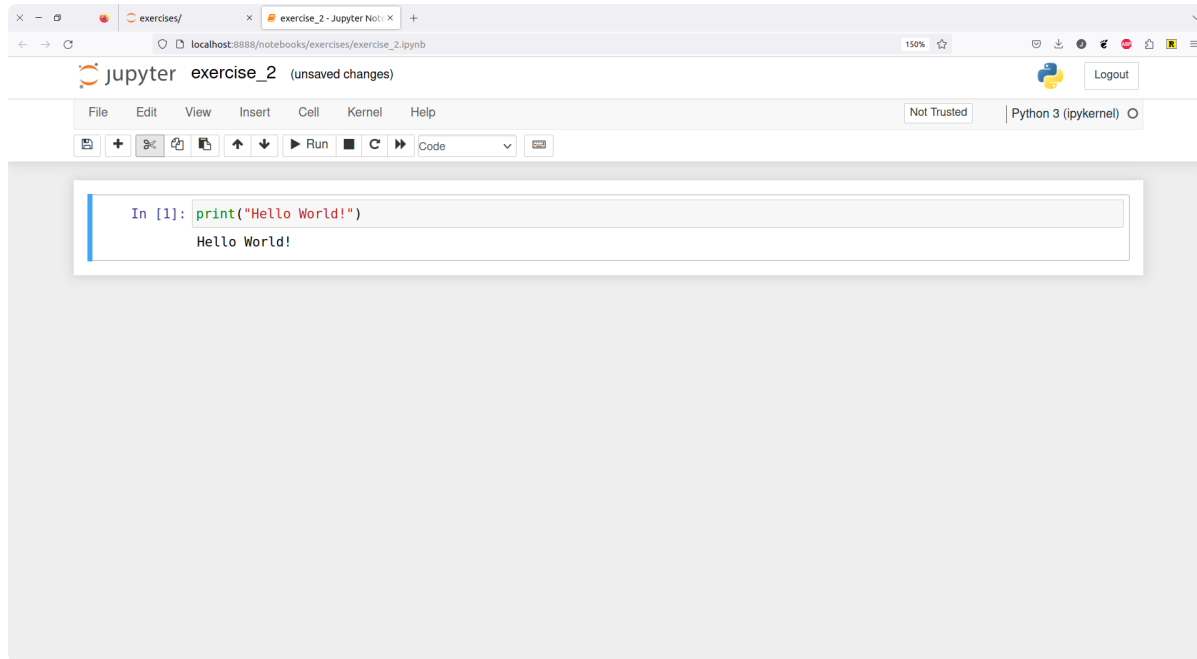 exercises/
exercise_2 - Jupyter Note
localhost:8888/notebooks/exercises/exercise_2.ipynb
150%
jupyter exercise_2 (unsaved changes)
Logout
File Edit View Insert Cell Kernel Help
Not Trusted
Python 3 (ipykernel)
Run
Code
In [1]: print("Hello World!")
Hello World!